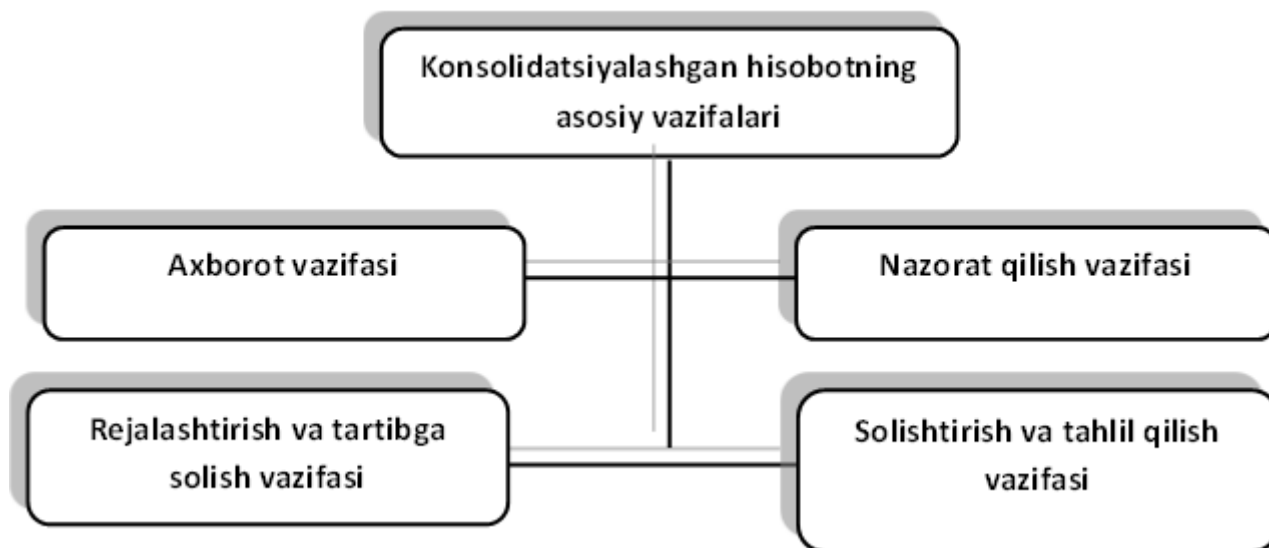 Konsolidatsiyalashgan hisobotning
asosiy vazifalari
Axborot vazifasi
Nazorat qilish vazifasi
Rejalashtirish va tartibga
solish vazifasi
Solishtirish va tahlil qilish
vazifasi